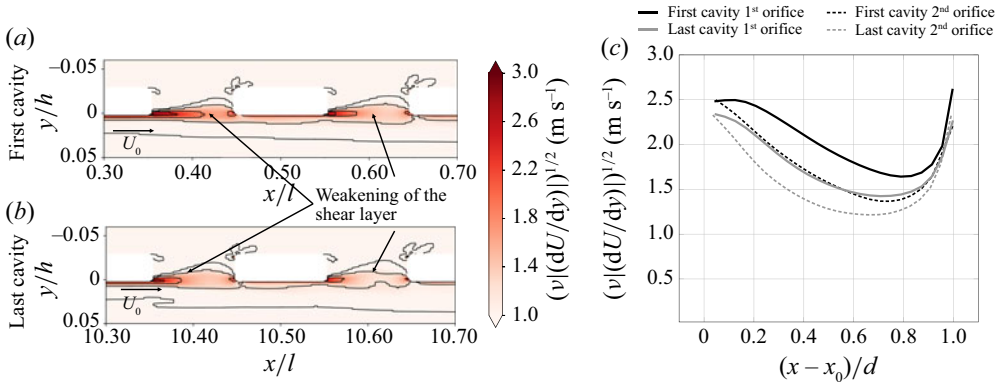 First cavity 1st orifice
First cavity 2nd orifice
Last cavity 1st orifice
Last cavity 2nd orifice
(a)
First cavity
y/h
–0.05
0
0.05
U0
0.30 0.40 0.50 0.60 0.70
x/l
Weakening of the
shear layer
(b)
Last cavity
y/h
–0.05
0
0.05
U0
10.30 10.40 10.50 10.60 10.70
x/l
3.0
2.6
2.2
1.8
1.4
1.0
(ν|(dU/dy)|)1/2 (m s–1)
(c)
3.0
2.5
2.0
1.5
1.0
0.5
(ν|(dU/dy)|)1/2 (m s–1)
0 0.2 0.4 0.6 0.8 1.0
(x – x0)/d